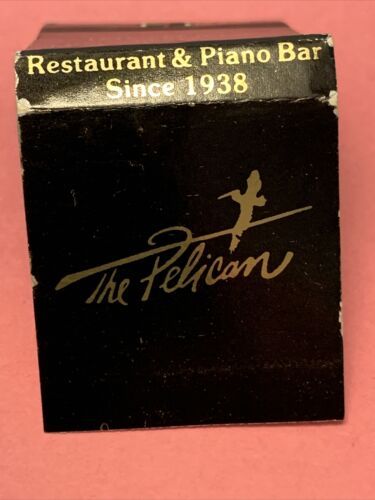 Restaurant & Piano Bar
Since 1938
The Pelican